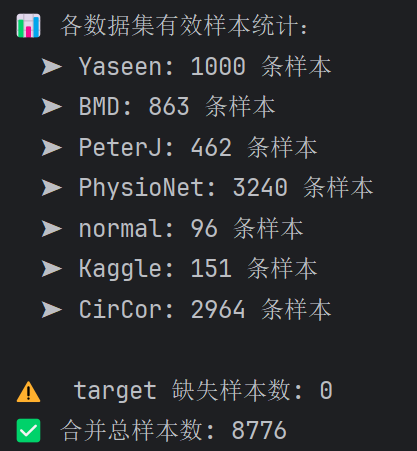 📊 各数据集有效样本统计:
➤ Yaseen: 1000 条样本
➤ BMD: 863 条样本
➤ PeterJ: 462 条样本
➤ PhysioNet: 3240 条样本
➤ normal: 96 条样本
➤ Kaggle: 151 条样本
➤ CirCor: 2964 条样本
⚠️ target 缺失样本数: 0
✅ 合并总样本数: 8776